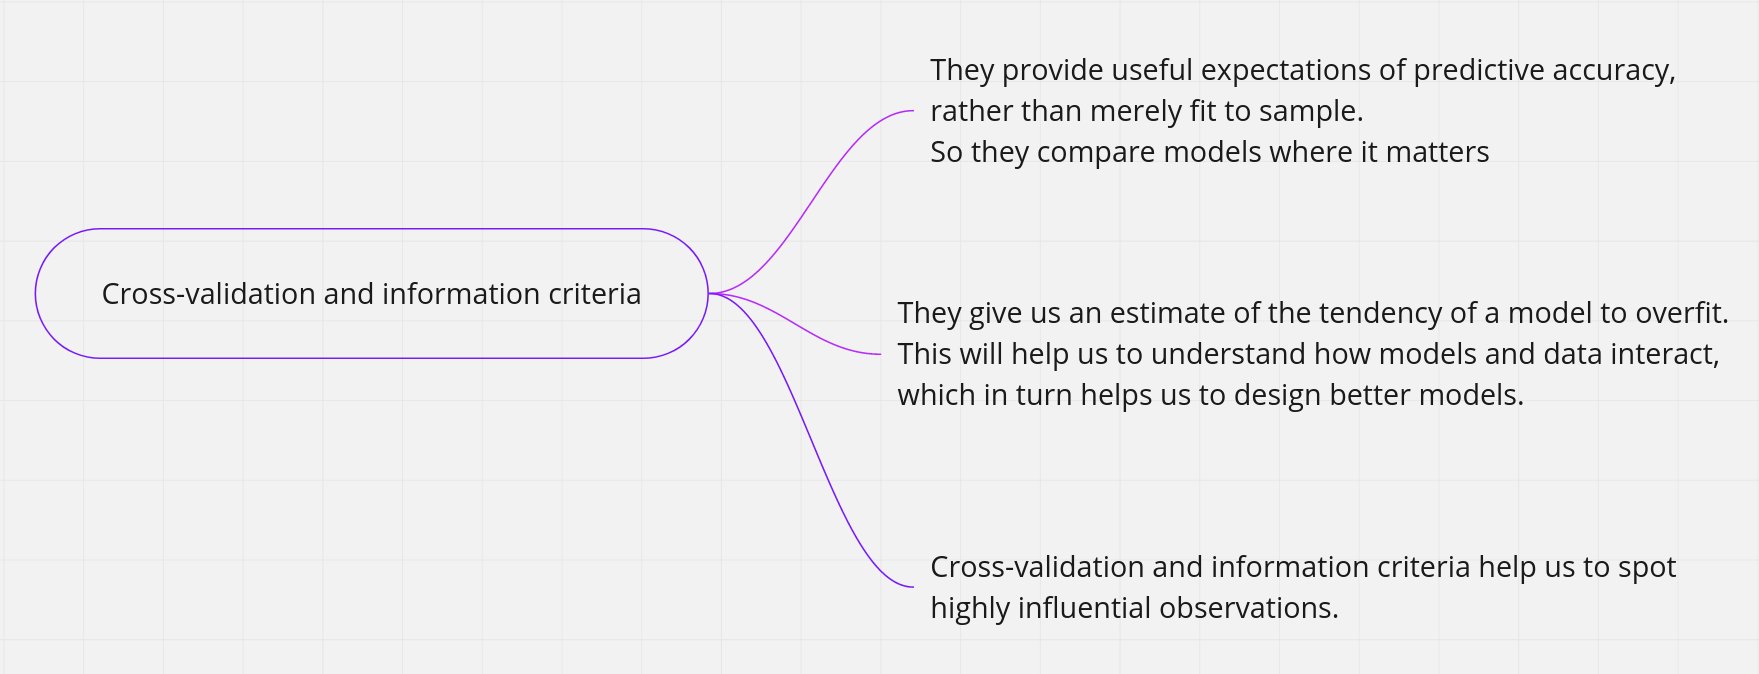 They provide useful expectations of predictive accuracy,
rather than merely fit to sample.
So they compare models where it matters
Cross-validation and information criteria
They give us an estimate of the tendency of a model to overfit.
This will help us to understand how models and data interact,
which in turn helps us to design better models.
Cross-validation and information criteria help us to spot
highly influential observations.